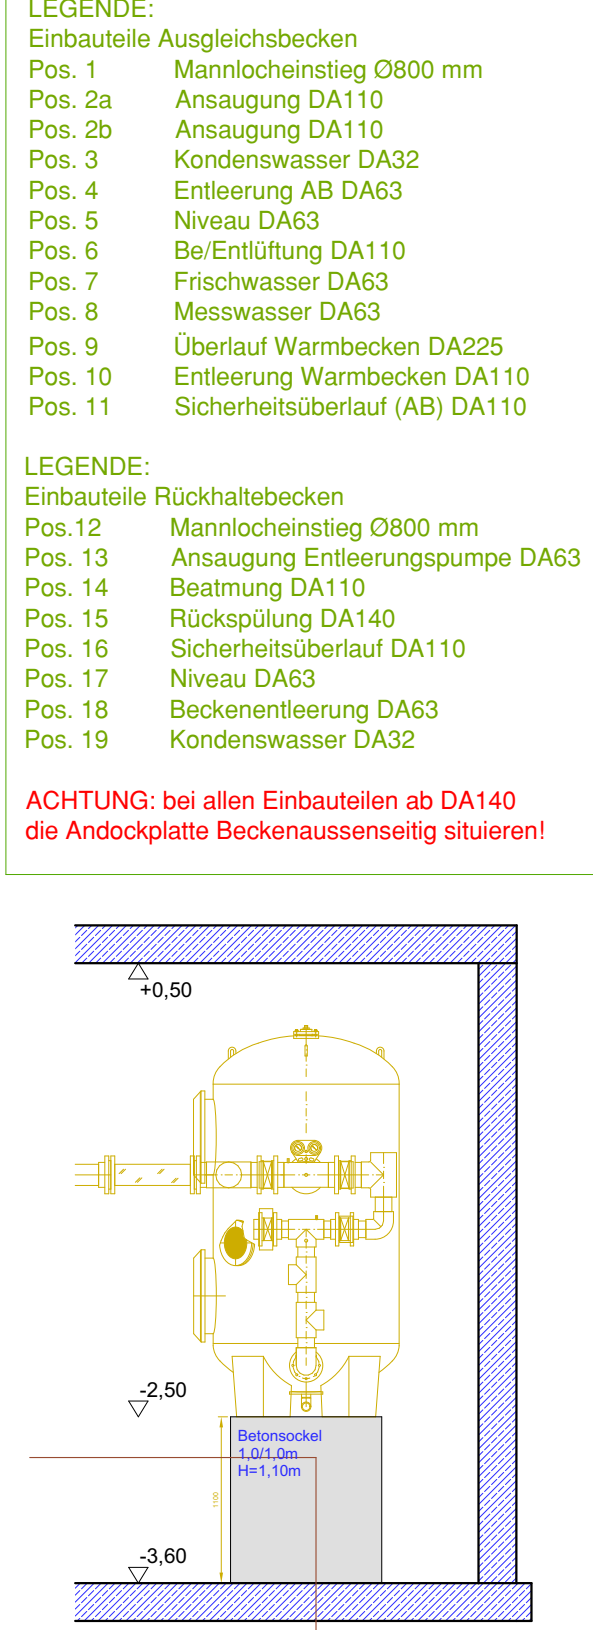 LEGENDE:
Einbauteile Ausgleichsbecken
Pos. 1 Mannlocheinstieg Ø800 mm
Pos. 2a Ansaugung DA110
Pos. 2b Ansaugung DA110
Pos. 3 Kondenswasser DA32
Pos. 4 Entleerung AB DA63
Pos. 5 Niveau DA63
Pos. 6 Be/Entlüftung DA110
Pos. 7 Frischwasser DA63
Pos. 8 Messwasser DA63
Pos. 9 Überlauf Warmbecken DA225
Pos. 10 Entleerung Warmbecken DA110
Pos. 11 Sicherheitsüberlauf (AB) DA110
LEGENDE:
Einbauteile Rückhaltebecken
Pos.12 Mannlocheinstieg Ø800 mm
Pos. 13 Ansaugung Entleerungspumpe DA63
Pos. 14 Beatmung DA110
Pos. 15 Rückspülung DA140
Pos. 16 Sicherheitsüberlauf DA110
Pos. 17 Niveau DA63
Pos. 18 Beckenentleerung DA63
Pos. 19 Kondenswasser DA32
ACHTUNG: bei allen Einbauteilen ab DA140
die Andockplatte Beckenaussenseitig situieren!
+0,50
-2,50
Betonsockel
1,0/1,0m
H=1,10m
1100
-3,60